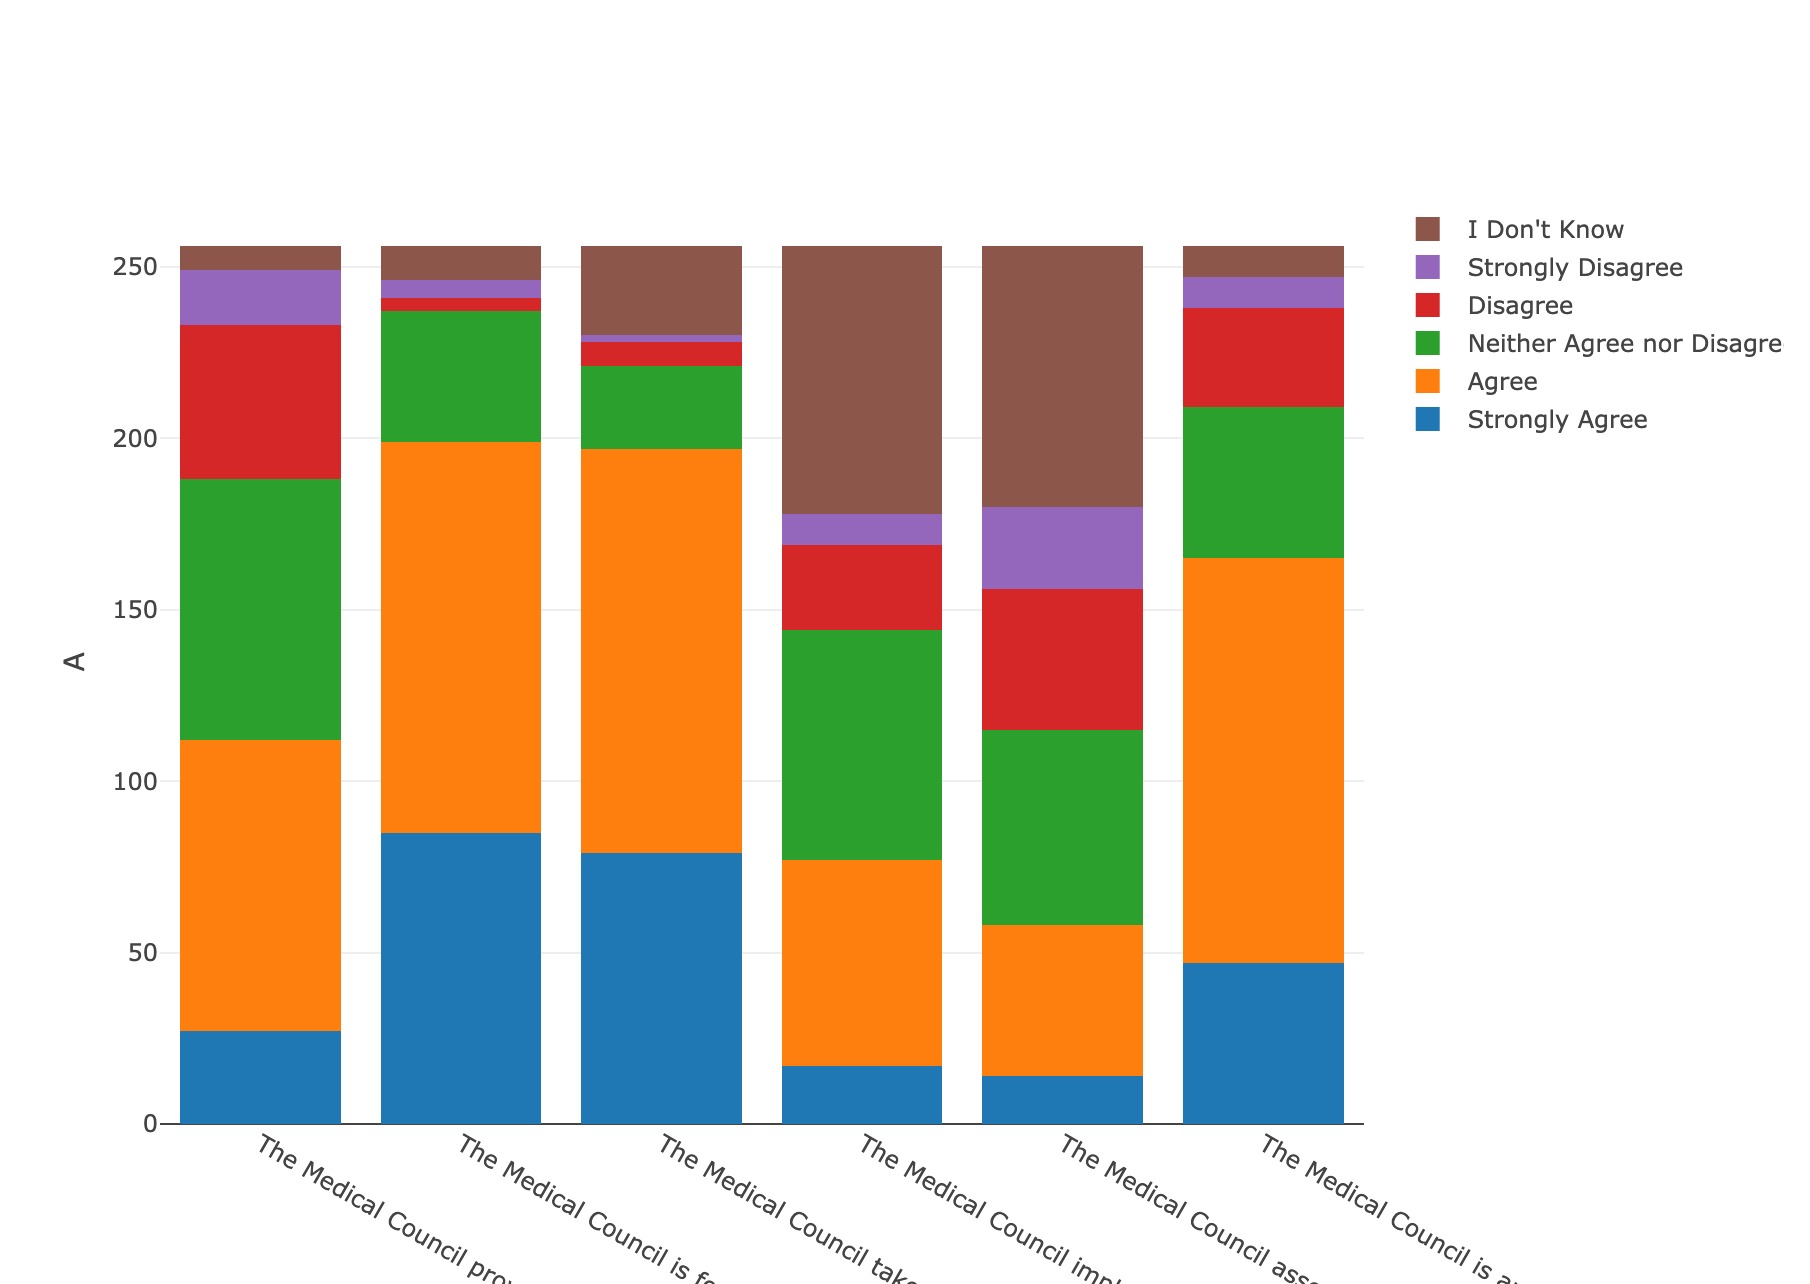 I Don't Know
Strongly Disagree
Disagree
Neither Agree nor Disagre
Agree
Strongly Agree
250
200
150
100
50
0
A
The Medical Council prov
The Medical Council is fo
The Medical Council take
The Medical Council impl
The Medical Council asse
The Medical Council is